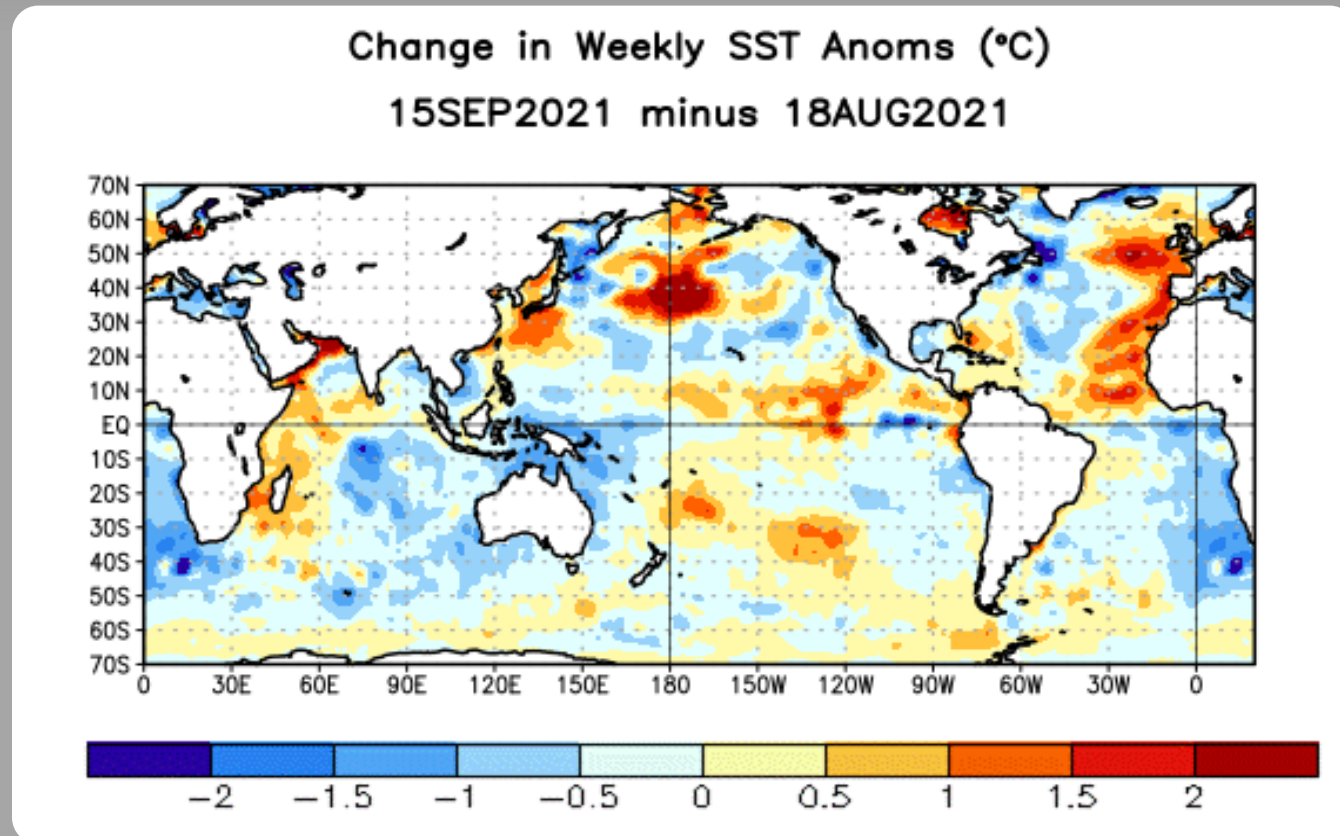 Change in Weekly SST Anoms (°C)
15SEP2021 minus 18AUG2021
70N
60N
50N
40N
30N
20N
10N
EQ
10S
20S
30S
40S
50S
60S
70S
0 30E 60E 90E 120E 150E 180 150W 120W 90W 60W 30W 0
−2 −1.5 −1 −0.5 0 0.5 1 1.5 2